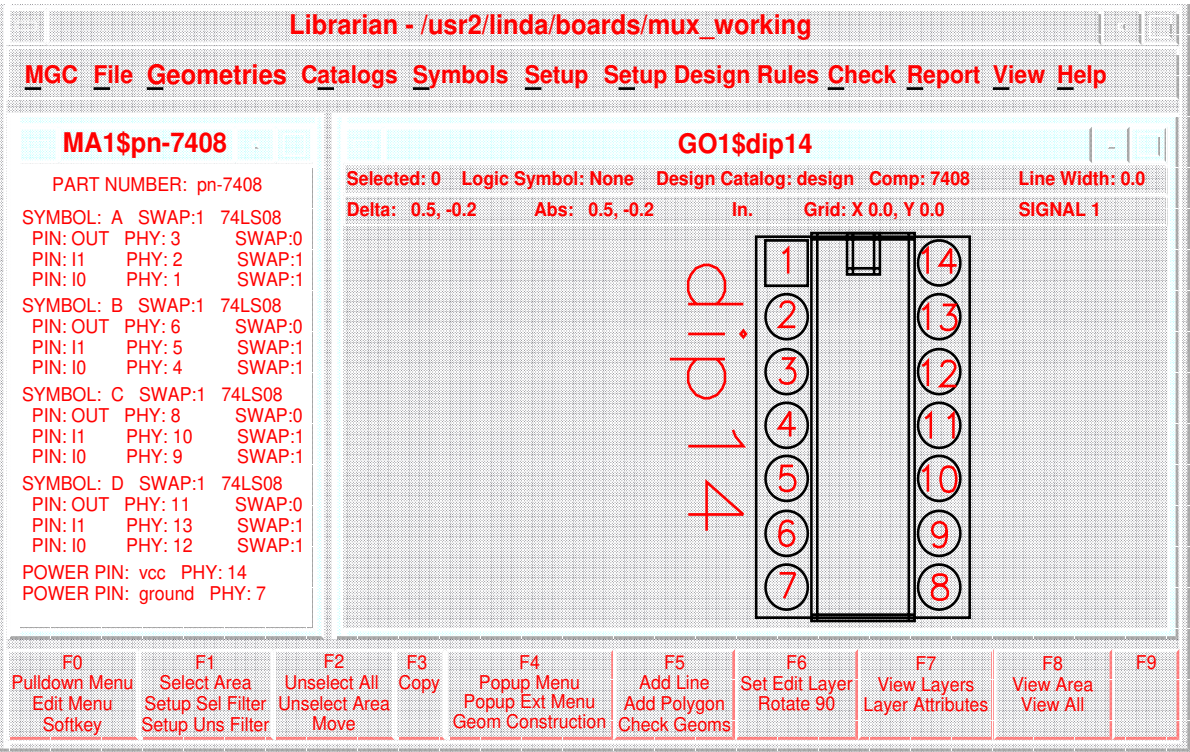 Librarian - /usr2/linda/boards/mux_working
MGC File Geometries Catalogs Symbols Setup Setup Design Rules Check Report View Help
MA1$pn-7408
PART NUMBER: pn-7408
SYMBOL: A SWAP:1 74LS08
PIN: OUT PHY: 3 SWAP:0
PIN: I1 PHY: 2 SWAP:1
PIN: I0 PHY: 1 SWAP:1
SYMBOL: B SWAP:1 74LS08
PIN: OUT PHY: 6 SWAP:0
PIN: I1 PHY: 5 SWAP:1
PIN: I0 PHY: 4 SWAP:1
SYMBOL: C SWAP:1 74LS08
PIN: OUT PHY: 8 SWAP:0
PIN: I1 PHY: 10 SWAP:1
PIN: I0 PHY: 9 SWAP:1
SYMBOL: D SWAP:1 74LS08
PIN: OUT PHY: 11 SWAP:0
PIN: I1 PHY: 13 SWAP:1
PIN: I0 PHY: 12 SWAP:1
POWER PIN: vcc PHY: 14
POWER PIN: ground PHY: 7
GO1$dip14
Selected: 0 Logic Symbol: None Design Catalog: design Comp: 7408 Line Width: 0.0
Delta: 0.5, -0.2 Abs: 0.5, -0.2 In. Grid: X 0.0, Y 0.0 SIGNAL 1
dip14
1 14
2 13
3 12
4 11
5 10
6 9
7 8
F0
Pulldown Menu
Edit Menu
Softkey
F1
Select Area
Setup Sel Filter
Setup Uns Filter
F2
Unselect All
Unselect Area
Move
F3
Copy
F4
Popup Menu
Popup Ext Menu
Geom Construction
F5
Add Line
Add Polygon
Check Geoms
F6
Set Edit Layer
Rotate 90
F7
View Layers
Layer Attributes
F8
View Area
View All
F9